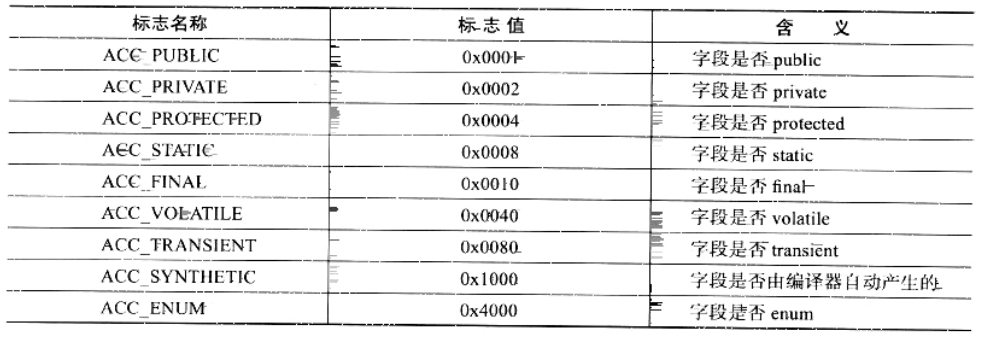 标志名称 标志值 含义
ACC_PUBLIC 0x0001 字段是否 public
ACC_PRIVATE 0x0002 字段是否 private
ACC_PROTECTED 0x0004 字段是否 protected
ACC_STATIC 0x0008 字段是否 static
ACC_FINAL 0x0010 字段是否 final
ACC_VOLATILE 0x0040 字段是否 volatile
ACC_TRANSIENT 0x0080 字段是否 transient
ACC_SYNTHETIC 0x1000 字段是否由编译器自动产生的
ACC_ENUM 0x4000 字段是否 enum